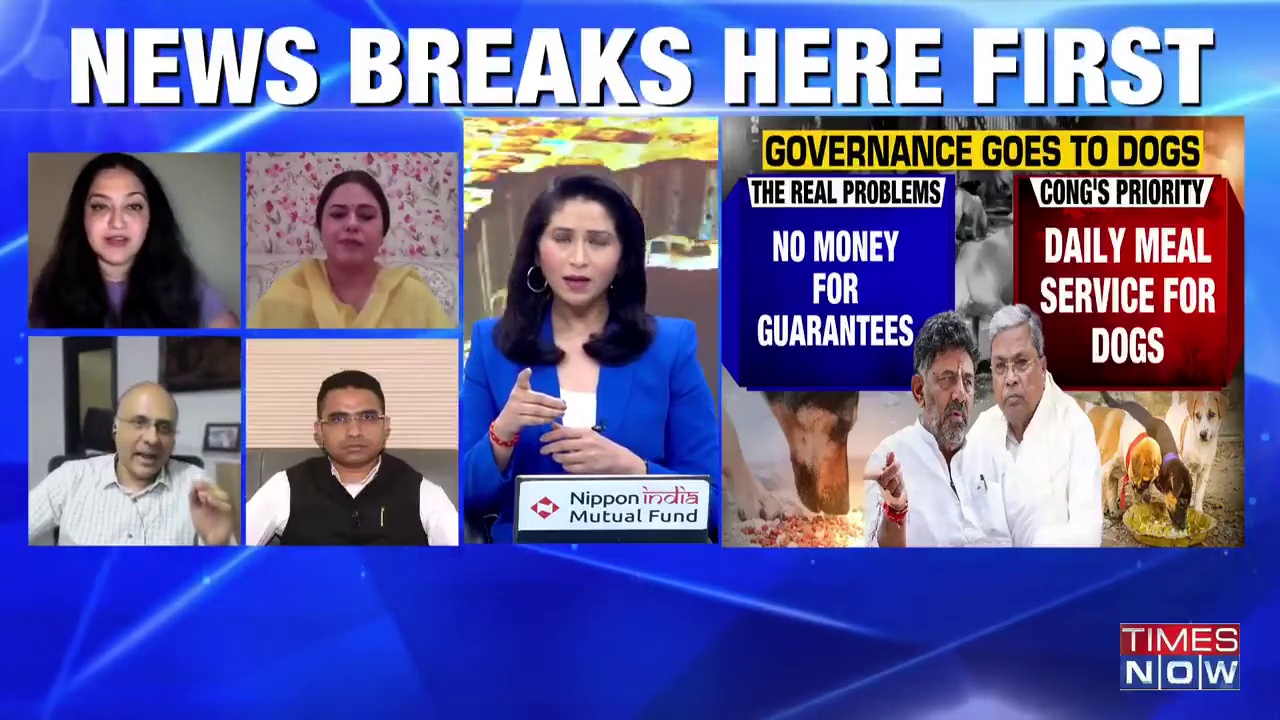 NEWS BREAKS HERE FIRST
GOVERNANCE GOES TO DOGS
THE REAL PROBLEMS
NO MONEY
FOR
GUARANTEES
CONG'S PRIORITY
DAILY MEAL
SERVICE FOR
DOGS
Nippon india
Mutual Fund
TIMES
NOW